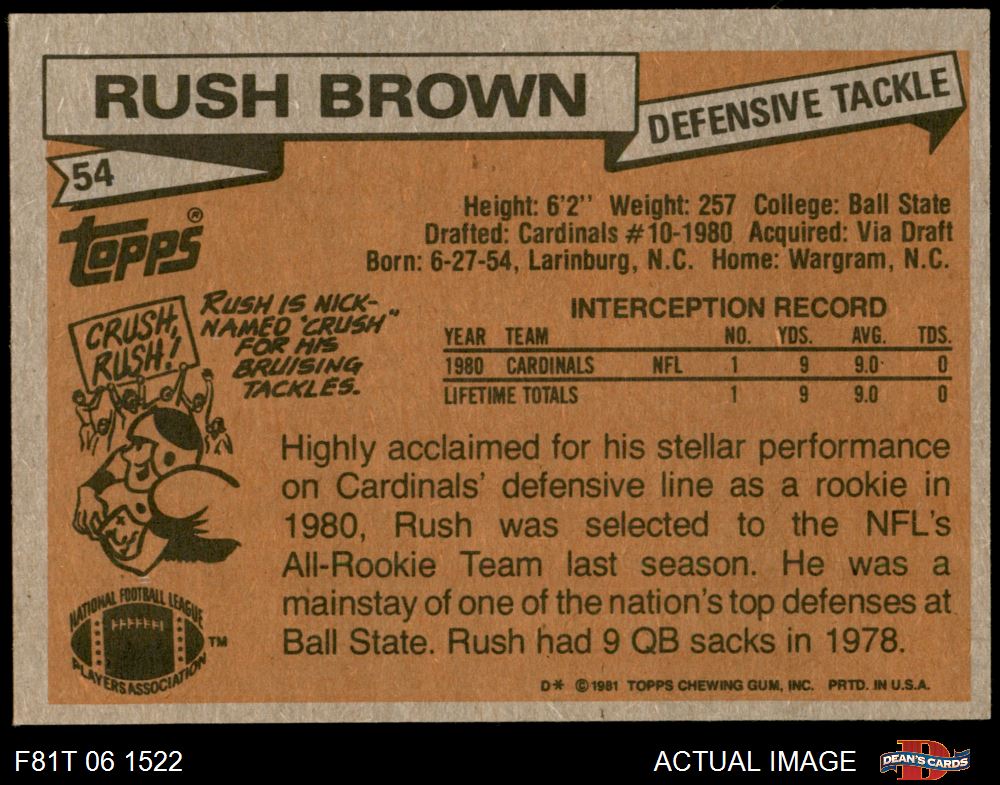 RUSH BROWN
DEFENSIVE TACKLE
54
TOPPS®
Height: 6'2'' Weight: 257 College: Ball State
Drafted: Cardinals #10-1980 Acquired: Via Draft
Born: 6-27-54, Larinburg, N.C. Home: Wargram, N.C.
CRUSH,
RUSH!
RUSH IS NICK-
NAMED "CRUSH"
FOR HIS
BRUISING
TACKLES.
INTERCEPTION RECORD
YEAR TEAM NO. YDS. AVG. TDS.
1980 CARDINALS NFL 1 9 9.0 0
LIFETIME TOTALS 1 9 9.0 0
Highly acclaimed for his stellar performance
on Cardinals' defensive line as a rookie in
1980, Rush was selected to the NFL's
All-Rookie Team last season. He was a
mainstay of one of the nation's top defenses at
Ball State. Rush had 9 QB sacks in 1978.
NATIONAL FOOTBALL LEAGUE
PLAYERS ASSOCIATION
TM
D* ©1981 TOPPS CHEWING GUM, INC. PRTD. IN U.S.A.
F81T 06 1522
ACTUAL IMAGE
D
DEAN'S CARDS